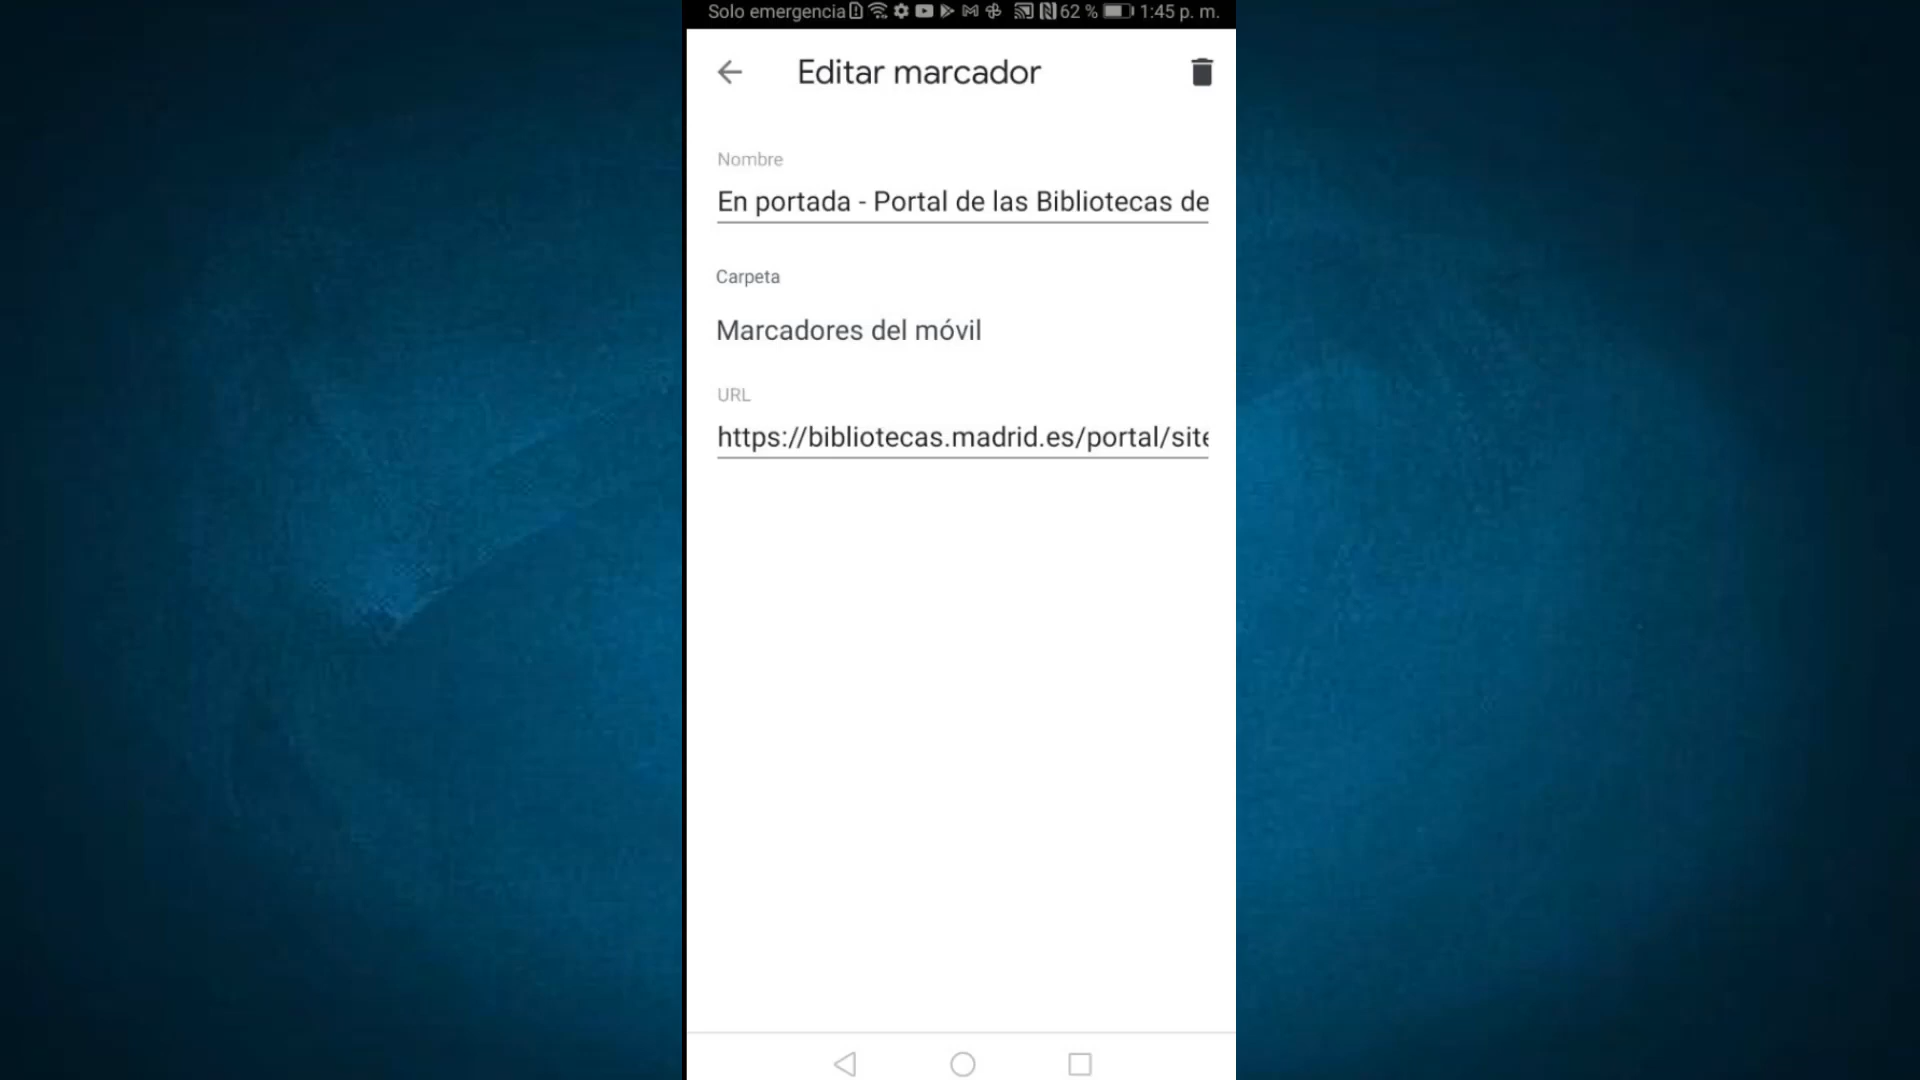 Solo emergencia 62 % 1:45 p. m.
Editar marcador
Nombre
En portada - Portal de las Bibliotecas de
Carpeta
Marcadores del móvil
URL
https://bibliotecas.madrid.es/portal/site